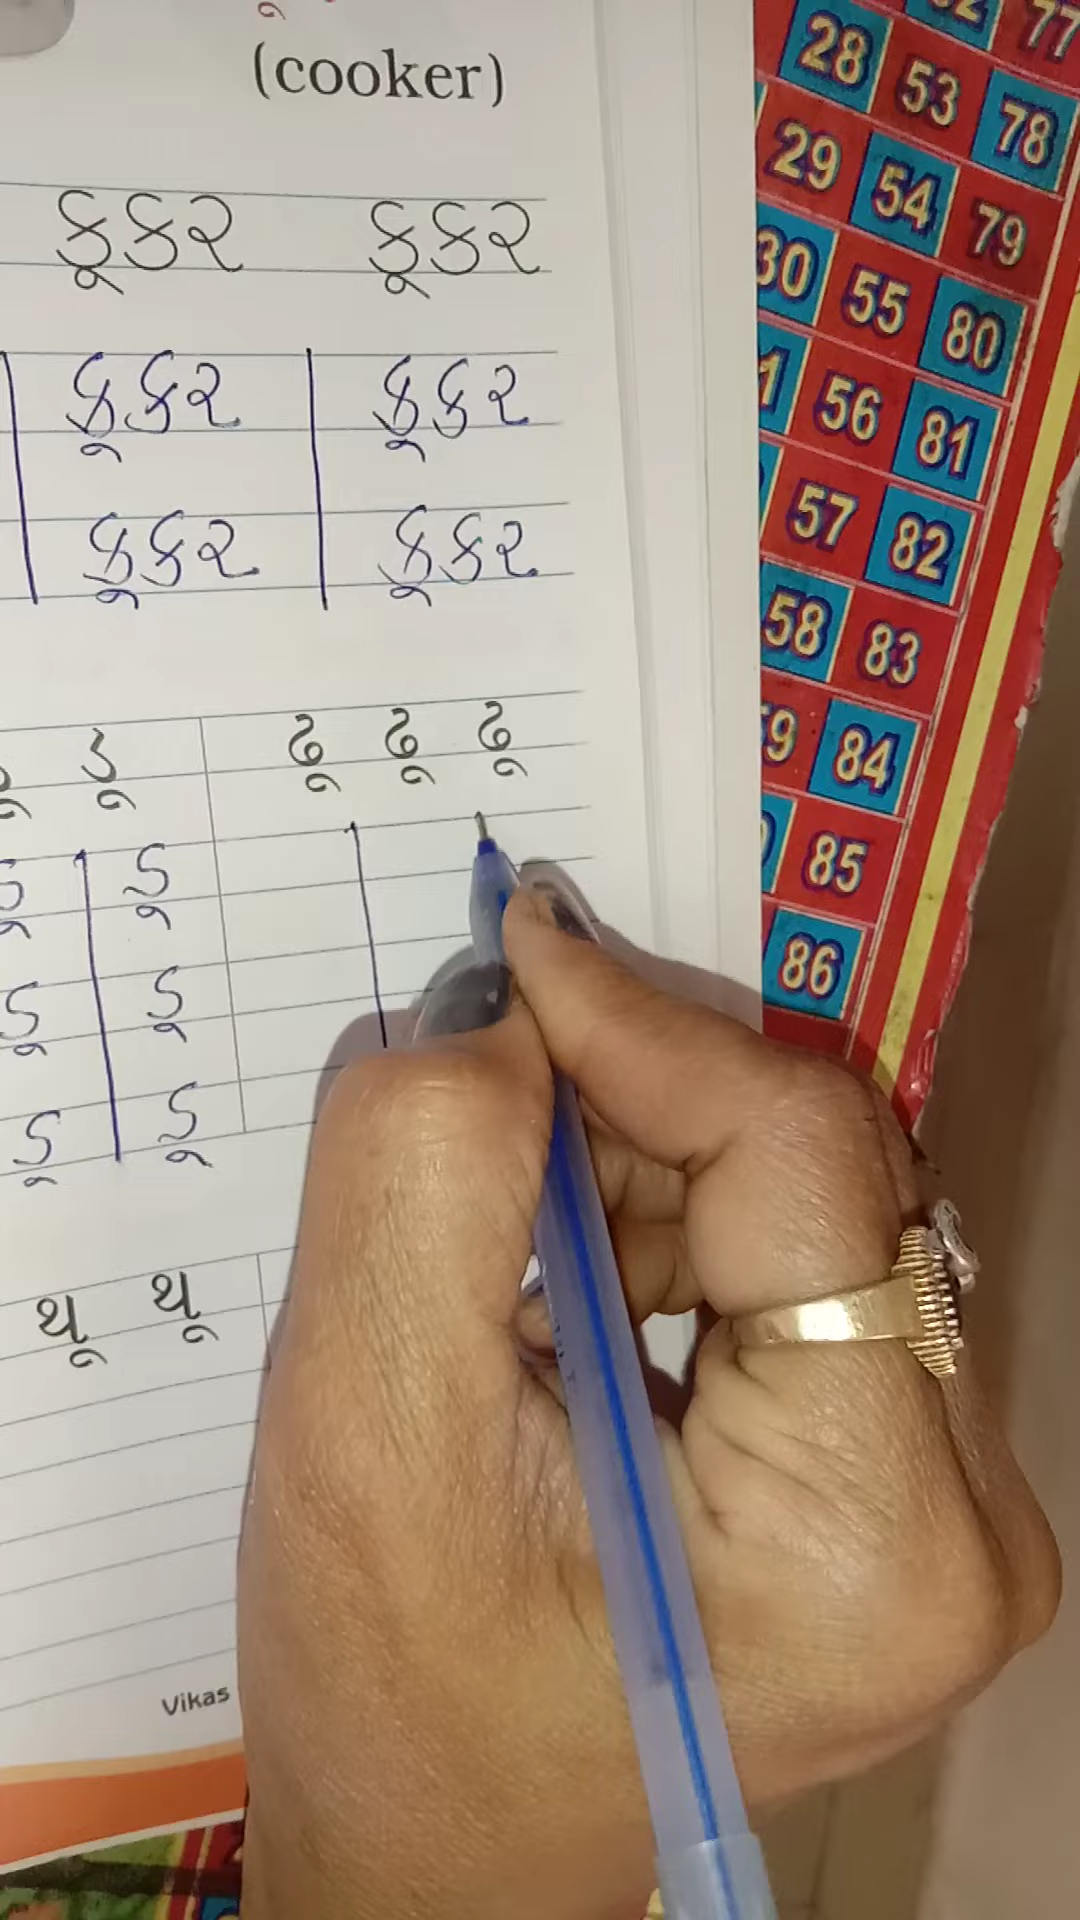 (cooker)
કૂકર કૂકર
કૂકર કૂકર
કૂકર કૂકર
ડૂ ઢૂ ઢૂ ઢૂ
ડૂ ડૂ
ડૂ ડૂ
ડૂ ડૂ
થૂ થૂ
Vikas
77
28 53 78
29 54 79
30 55 80
56 81
57 82
58 83
84
85
86